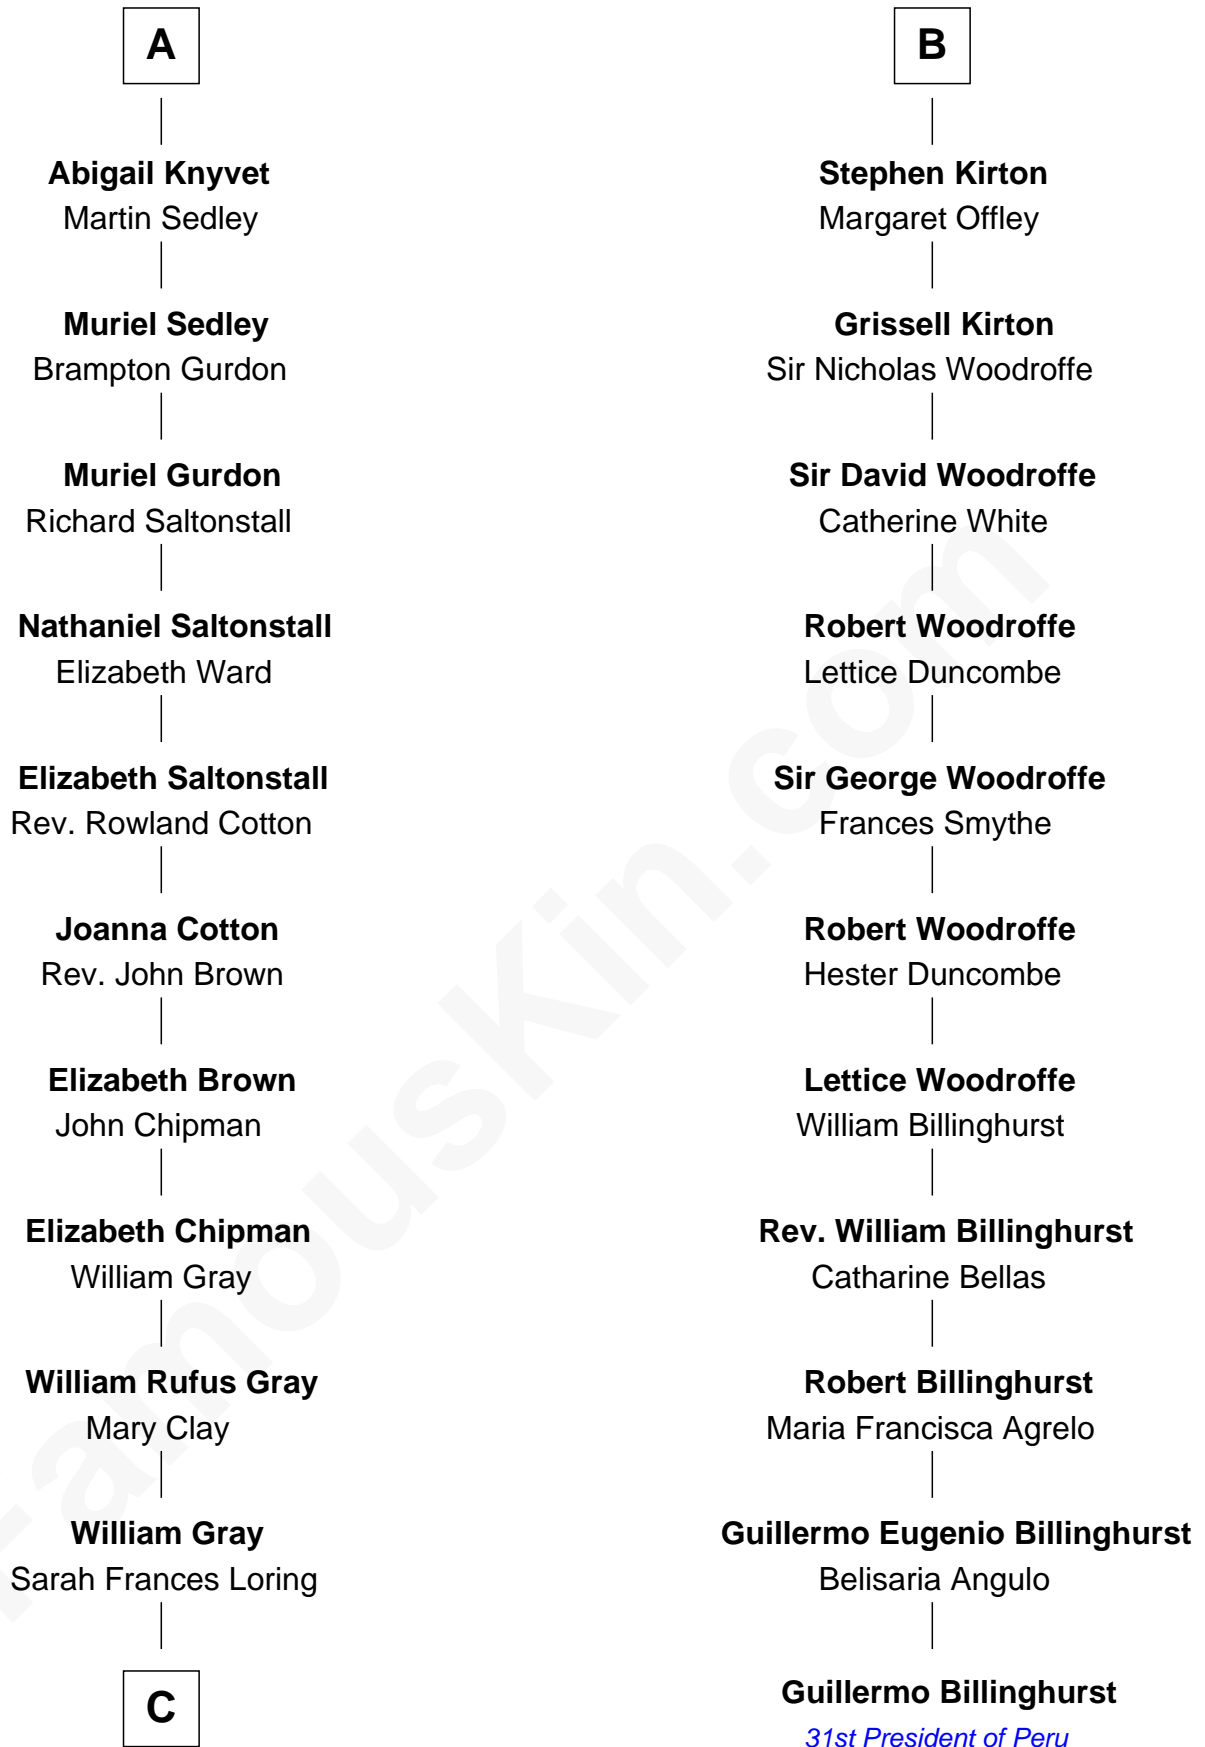 A
Abigail Knyvet
Martin Sedley
Muriel Sedley
Brampton Gurdon
Muriel Gurdon
Richard Saltonstall
Nathaniel Saltonstall
Elizabeth Ward
Elizabeth Saltonstall
Rev. Rowland Cotton
Joanna Cotton
Rev. John Brown
Elizabeth Brown
John Chipman
Elizabeth Chipman
William Gray
William Rufus Gray
Mary Clay
William Gray
Sarah Frances Loring
C
B
Stephen Kirton
Margaret Offley
Grissell Kirton
Sir Nicholas Woodroffe
Sir David Woodroffe
Catherine White
Robert Woodroffe
Lettice Duncombe
Sir George Woodroffe
Frances Smythe
Robert Woodroffe
Hester Duncombe
Lettice Woodroffe
William Billinghurst
Rev. William Billinghurst
Catharine Bellas
Robert Billinghurst
Maria Francisca Agrelo
Guillermo Eugenio Billinghurst
Belisaria Angulo
Guillermo Billinghurst
31st President of Peru
FamousKin.com